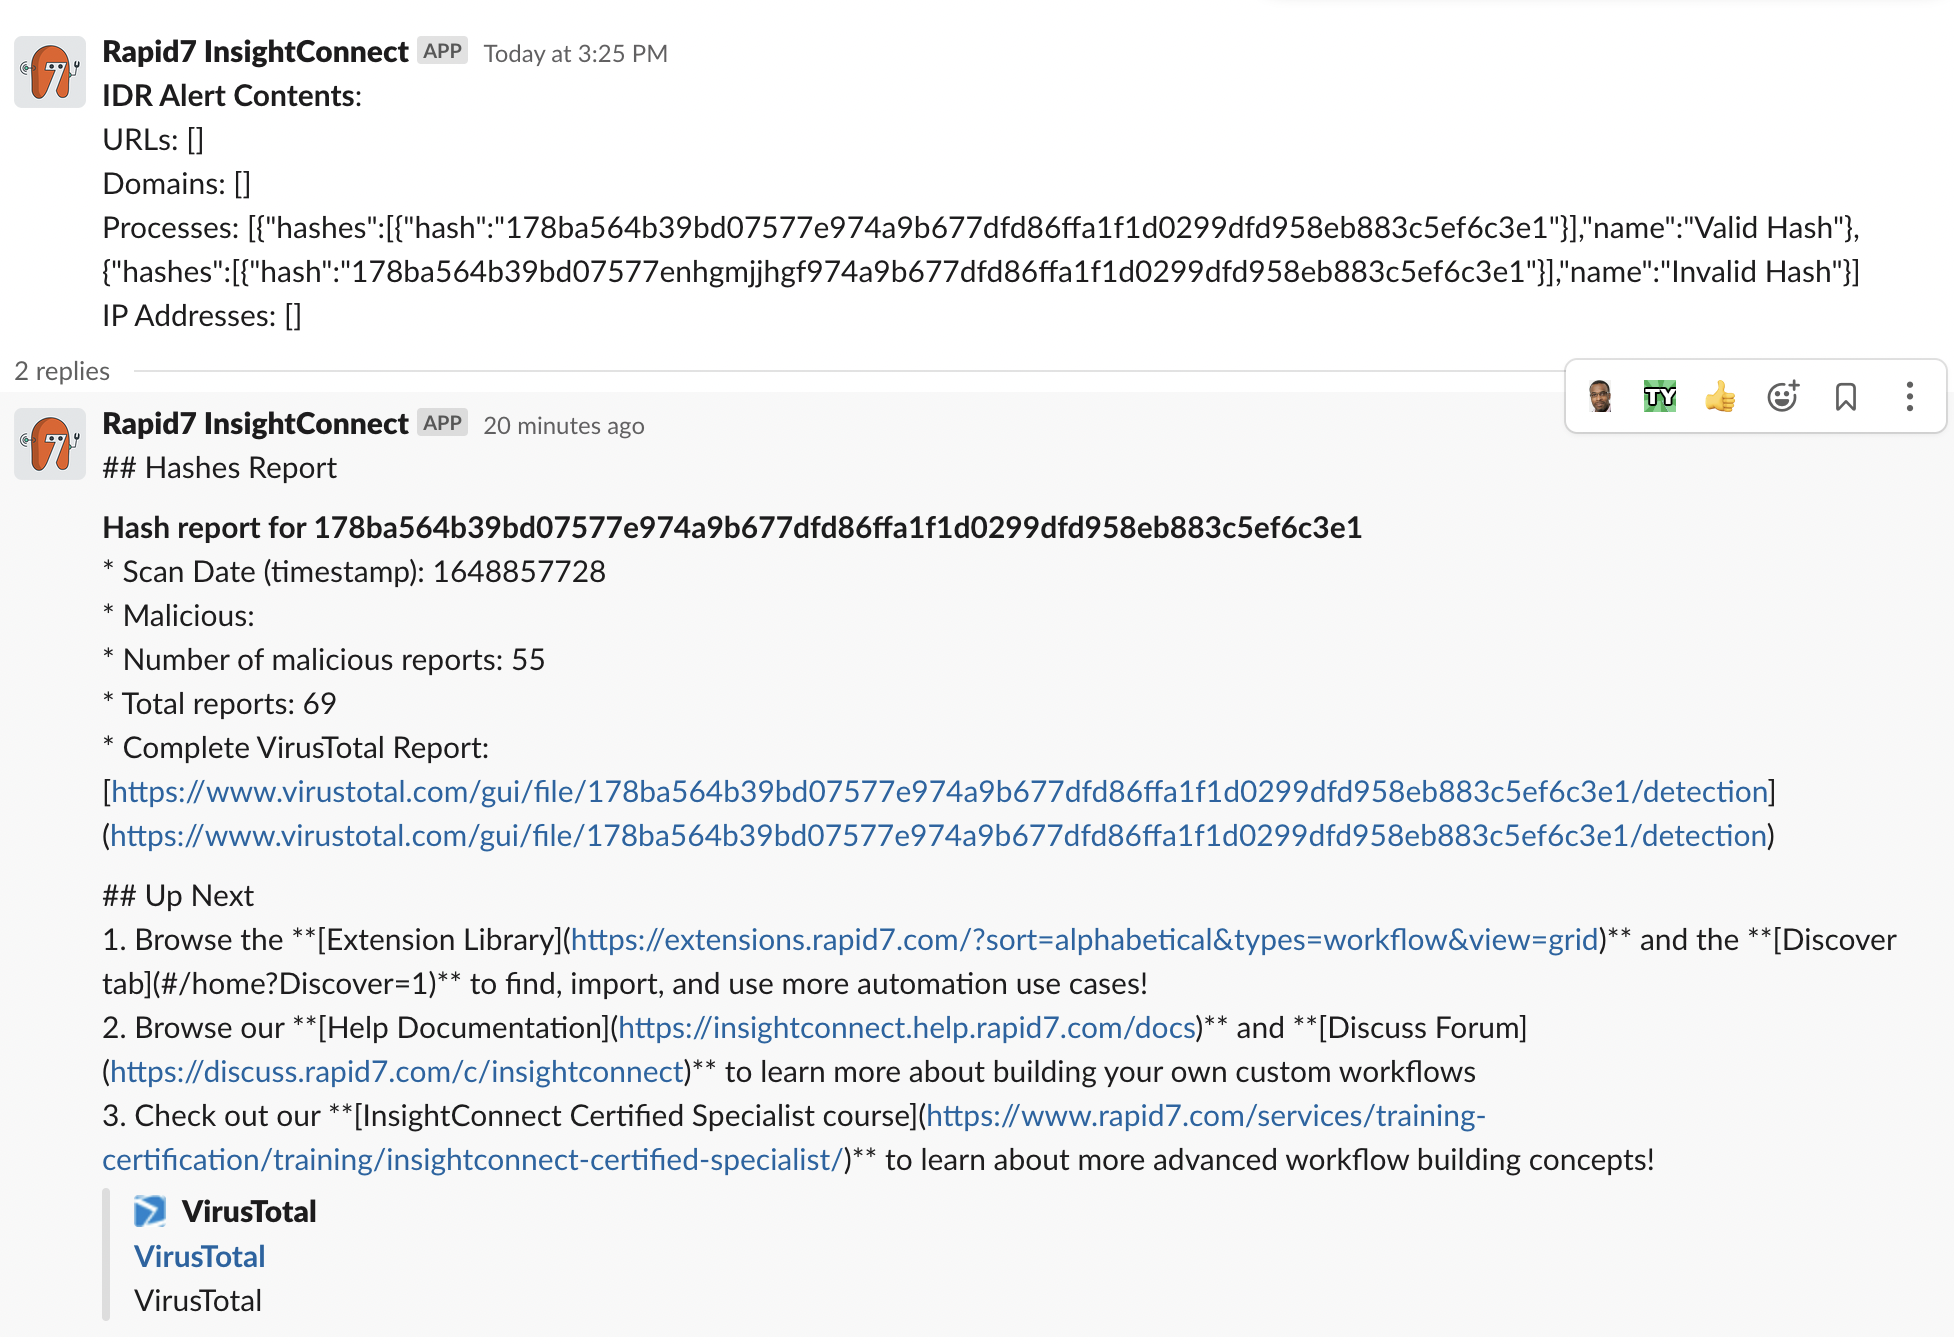 Rapid7 InsightConnect APP Today at 3:25 PM
IDR Alert Contents:
URLs: []
Domains: []
Processes: [{"hashes":[{"hash":"178ba564b39bd07577e974a9b677dfd86ffa1f1d0299dfd958eb883c5ef6c3e1"}],"name":"Valid Hash"},
{"hashes":[{"hash":"178ba564b39bd07577enhgmjjhgf974a9b677dfd86ffa1f1d0299dfd958eb883c5ef6c3e1"}],"name":"Invalid Hash"}]
IP Addresses: []
2 replies
TY
Rapid7 InsightConnect APP 20 minutes ago
## Hashes Report
Hash report for 178ba564b39bd07577e974a9b677dfd86ffa1f1d0299dfd958eb883c5ef6c3e1
* Scan Date (timestamp): 1648857728
* Malicious:
* Number of malicious reports: 55
* Total reports: 69
* Complete VirusTotal Report:
[https://www.virustotal.com/gui/file/178ba564b39bd07577e974a9b677dfd86ffa1f1d0299dfd958eb883c5ef6c3e1/detection]
(https://www.virustotal.com/gui/file/178ba564b39bd07577e974a9b677dfd86ffa1f1d0299dfd958eb883c5ef6c3e1/detection)
## Up Next
1. Browse the **[Extension Library](https://extensions.rapid7.com/?sort=alphabetical&types=workflow&view=grid)** and the **[Discover
tab](#/home?Discover=1)** to find, import, and use more automation use cases!
2. Browse our **[Help Documentation](https://insightconnect.help.rapid7.com/docs)** and **[Discuss Forum]
(https://discuss.rapid7.com/c/insightconnect)** to learn more about building your own custom workflows
3. Check out our **[InsightConnect Certified Specialist course](https://www.rapid7.com/services/training-
certification/training/insightconnect-certified-specialist/)** to learn about more advanced workflow building concepts!
VirusTotal
VirusTotal
VirusTotal